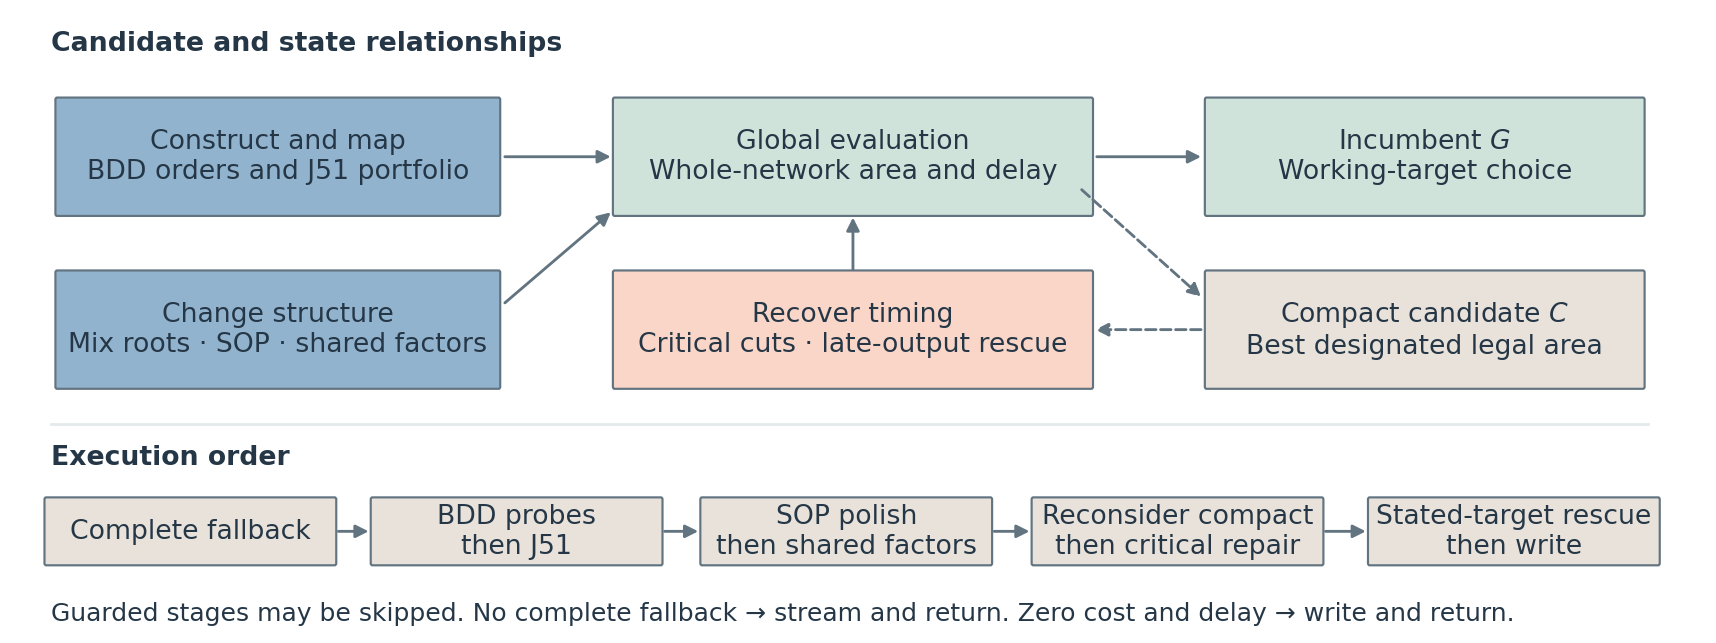 Candidate and state relationships
Construct and map
BDD orders and J51 portfolio
Global evaluation
Whole-network area and delay
Incumbent G
Working-target choice
Change structure
Mix roots · SOP · shared factors
Recover timing
Critical cuts · late-output rescue
Compact candidate C
Best designated legal area
Execution order
Complete fallback
BDD probes
then J51
SOP polish
then shared factors
Reconsider compact
then critical repair
Stated-target rescue
then write
Guarded stages may be skipped. No complete fallback → stream and return. Zero cost and delay → write and return.